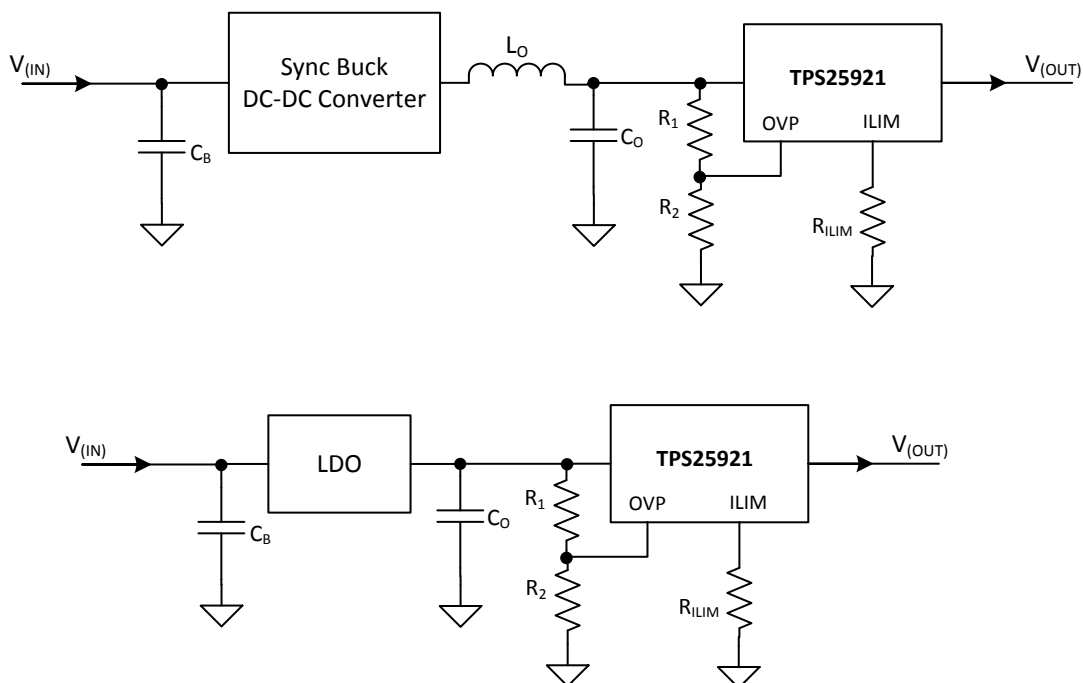 V(IN)
Sync Buck
DC-DC Converter
LO
TPS25921
V(OUT)
CB
CO
R1
OVP
ILIM
R2
RILIM
V(IN)
LDO
TPS25921
V(OUT)
CB
CO
R1
OVP
ILIM
R2
RILIM